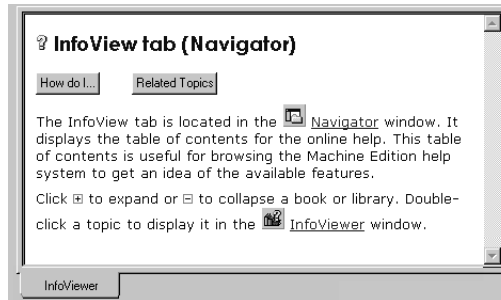 InfoView tab (Navigator)
How do I...
Related Topics
The InfoView tab is located in the Navigator window. It
displays the table of contents for the online help. This table
of contents is useful for browsing the Machine Edition help
system to get an idea of the available features.
Click ⊞ to expand or ⊟ to collapse a book or library. Double-
click a topic to display it in the InfoViewer window.
InfoViewer